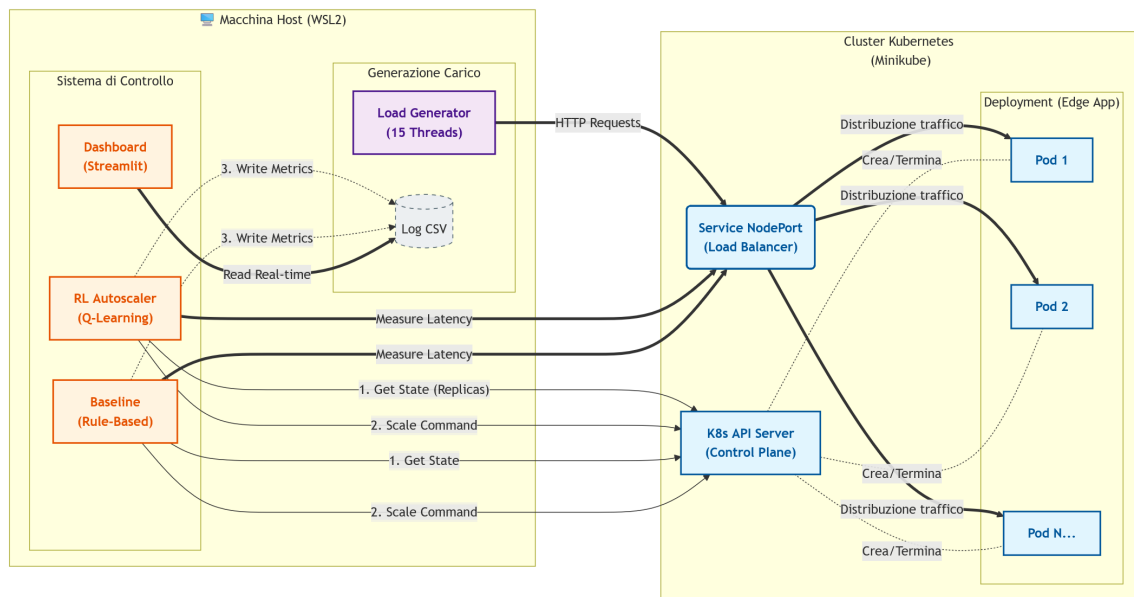 🖥️ Macchina Host (WSL2)
Sistema di Controllo
Dashboard
(Streamlit)
RL Autoscaler
(Q-Learning)
Baseline
(Rule-Based)
Generazione Carico
Load Generator
(15 Threads)
Log CSV
3. Write Metrics
3. Write Metrics
Read Real-time
HTTP Requests
Measure Latency
Measure Latency
1. Get State (Replicas)
2. Scale Command
1. Get State
2. Scale Command
Cluster Kubernetes
(Minikube)
Service NodePort
(Load Balancer)
K8s API Server
(Control Plane)
Distribuzione traffico
Crea/Termina
Distribuzione traffico
Crea/Termina
Distribuzione traffico
Crea/Termina
Deployment (Edge App)
Pod 1
Pod 2
Pod N...